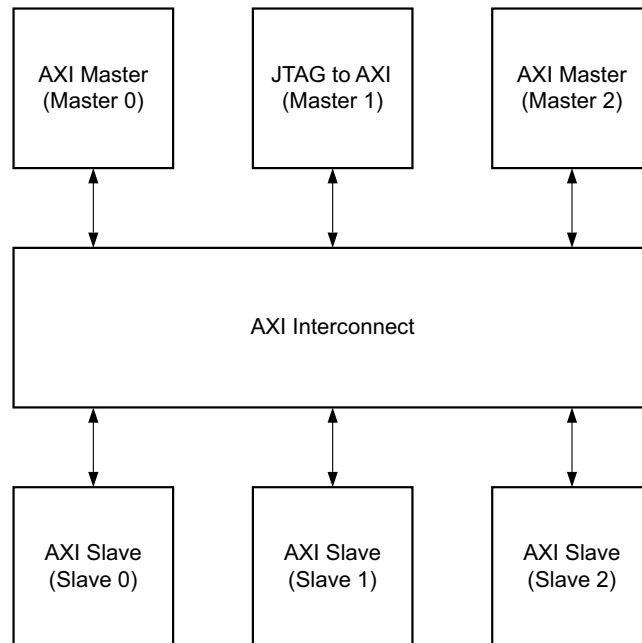 AXI Master
(Master 0)
JTAG to AXI
(Master 1)
AXI Master
(Master 2)
AXI Interconnect
AXI Slave
(Slave 0)
AXI Slave
(Slave 1)
AXI Slave
(Slave 2)